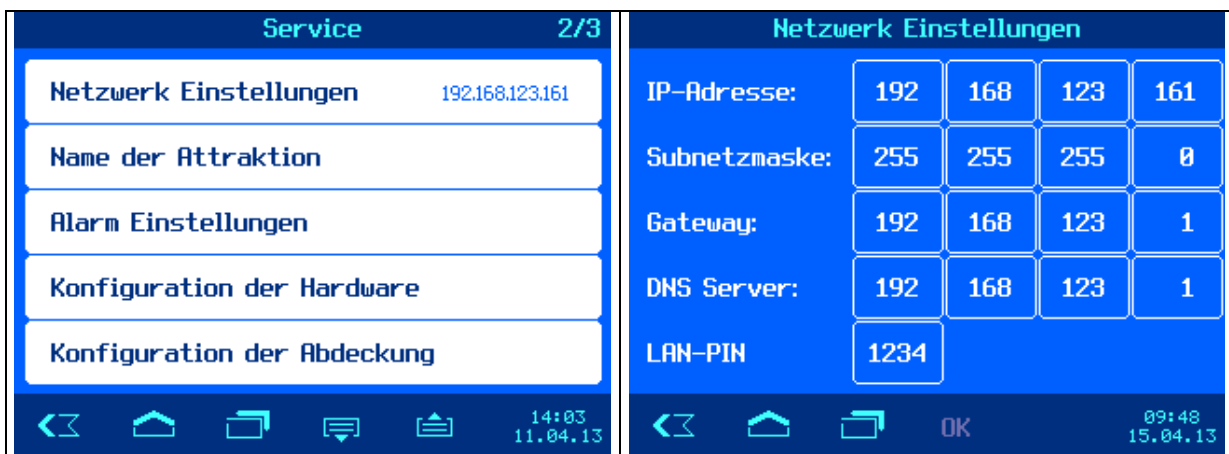 Service 2/3
Netzwerk Einstellungen 192.168.123.161
Name der Attraktion
Alarm Einstellungen
Konfiguration der Hardware
Konfiguration der Abdeckung
14:03
11.04.13
Netzwerk Einstellungen
IP-Adresse: 192 168 123 161
Subnetzmaske: 255 255 255 0
Gateway: 192 168 123 1
DNS Server: 192 168 123 1
LAN-PIN 1234
OK 09:48
15.04.13